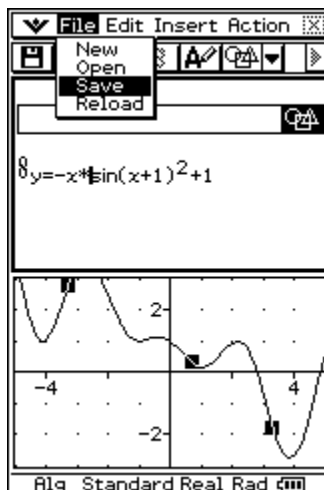 File Edit Insert Action
New
Open
Save
Reload
y=-x*sin(x+1)²+1
2
-4
4
-2
Alg Standard Real Rad